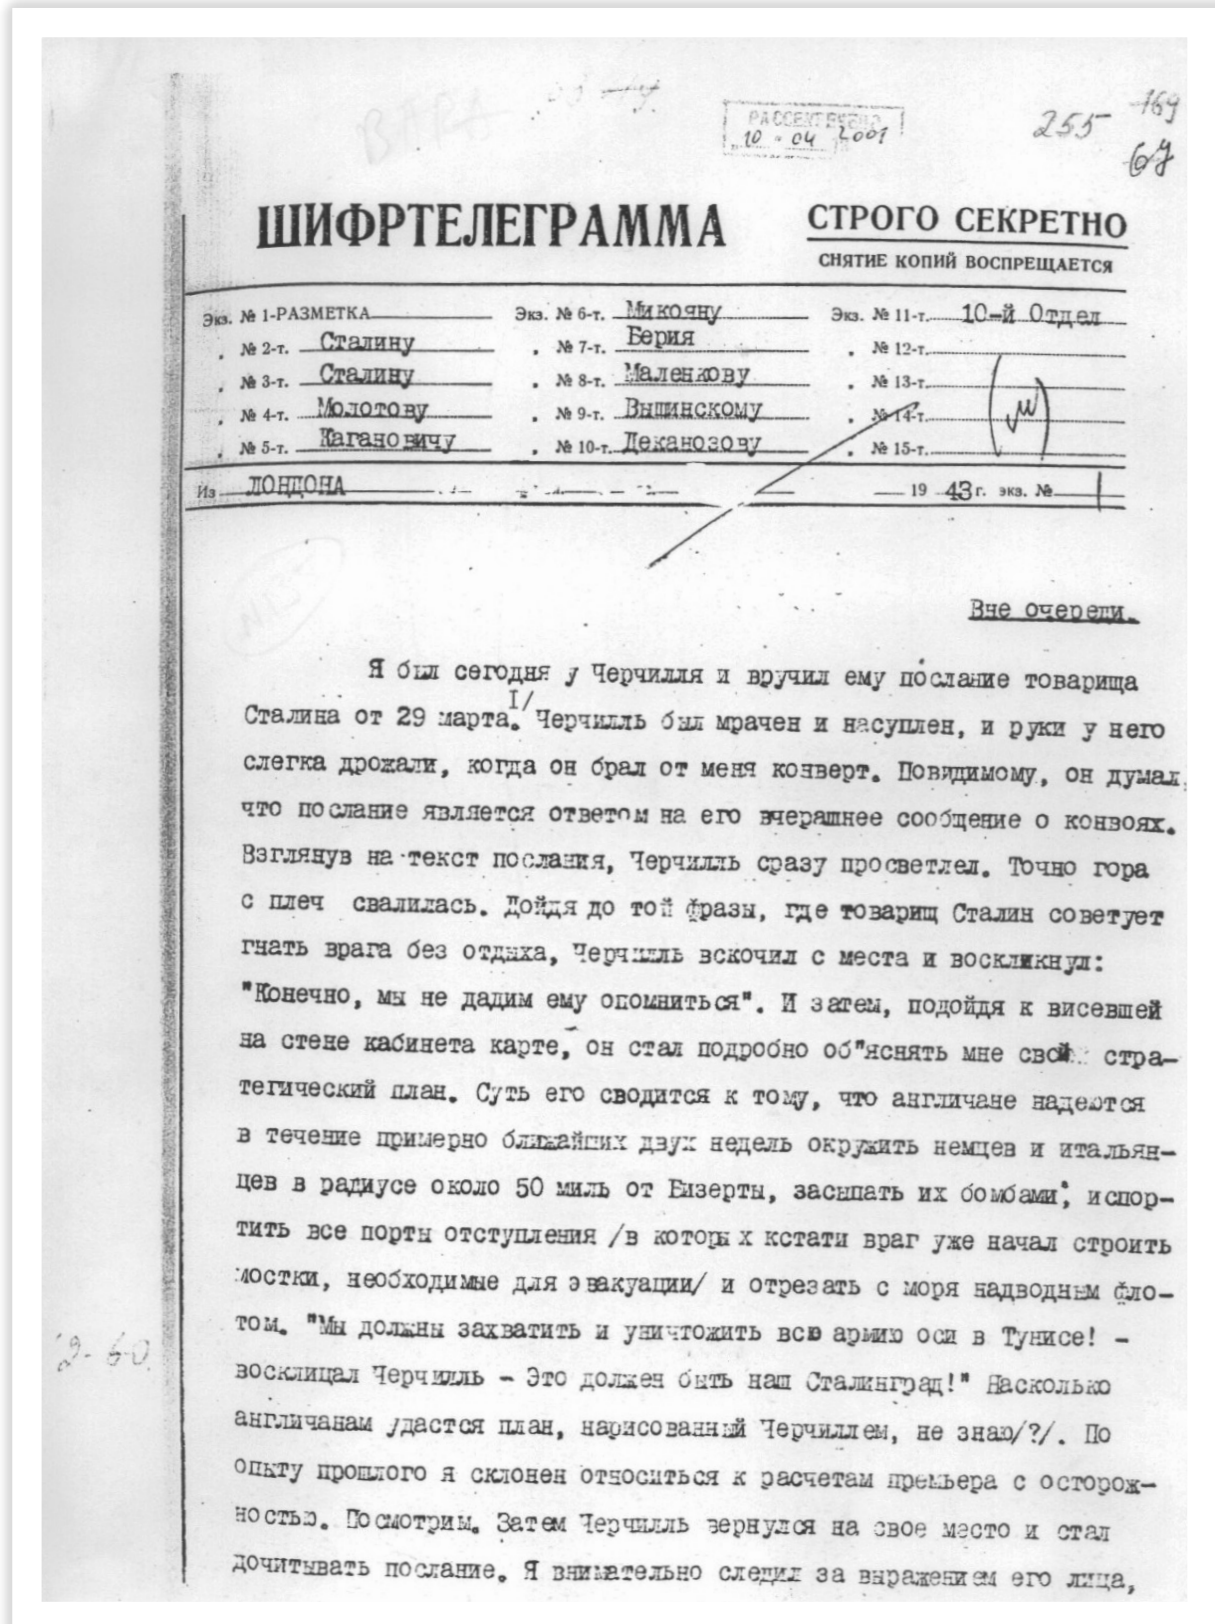 255
169
67
РАССЕКРЕЧЕНО
10 - 04 2001
ШИФРТЕЛЕГРАММА
СТРОГО СЕКРЕТНО
СНЯТИЕ КОПИЙ ВОСПРЕЩАЕТСЯ
Экз. № 1-РАЗМЕТКА Экз. № 6-т. Микояну Экз. № 11-т. 10-й Отдел
„ № 2-т. Сталину „ № 7-т. Берия „ № 12-т.
„ № 3-т. Сталину „ № 8-т. Маленкову „ № 13-т.
„ № 4-т. Молотову „ № 9-т. Вышинскому „ № 14-т.
„ № 5-т. Кагановичу „ № 10-т. Деканозову „ № 15-т.
Из ЛОНДОНА 19 43 г. экз. № 1
Вне очереди.
Я был сегодня у Черчилля и вручил ему послание товарища
Сталина от 29 марта.I/ Черчилль был мрачен и насуплен, и руки у него
слегка дрожали, когда он брал от меня конверт. Повидимому, он думал,
что послание является ответом на его вчерашнее сообщение о конвоях.
Взглянув на текст послания, Черчилль сразу просветлел. Точно гора
с плеч свалилась. Дойдя до той фразы, где товарищ Сталин советует
гнать врага без отдыха, Черчилль вскочил с места и воскликнул:
"Конечно, мы не дадим ему опомниться". И затем, подойдя к висевшей
на стене кабинета карте, он стал подробно об"яснять мне свой стра-
тегический план. Суть его сводится к тому, что англичане надеются
в течение примерно ближайших двух недель окружить немцев и итальян-
цев в радиусе около 50 миль от Бизерты, засыпать их бомбами, испор-
тить все порты отступления /в которых кстати враг уже начал строить
мостки, необходимые для эвакуации/ и отрезать с моря надводным фло-
том. "Мы должны захватить и уничтожить всю армию оси в Тунисе! -
восклицал Черчилль - Это должен быть наш Сталинград!" Насколько
англичанам удастся план, нарисованный Черчиллем, не знаю/?/. По
опыту прошлого я склонен относиться к расчетам премьера с осторож-
ностью. Посмотрим. Затем Черчилль вернулся на свое место и стал
дочитывать послание. Я внимательно следил за выражением его лица,